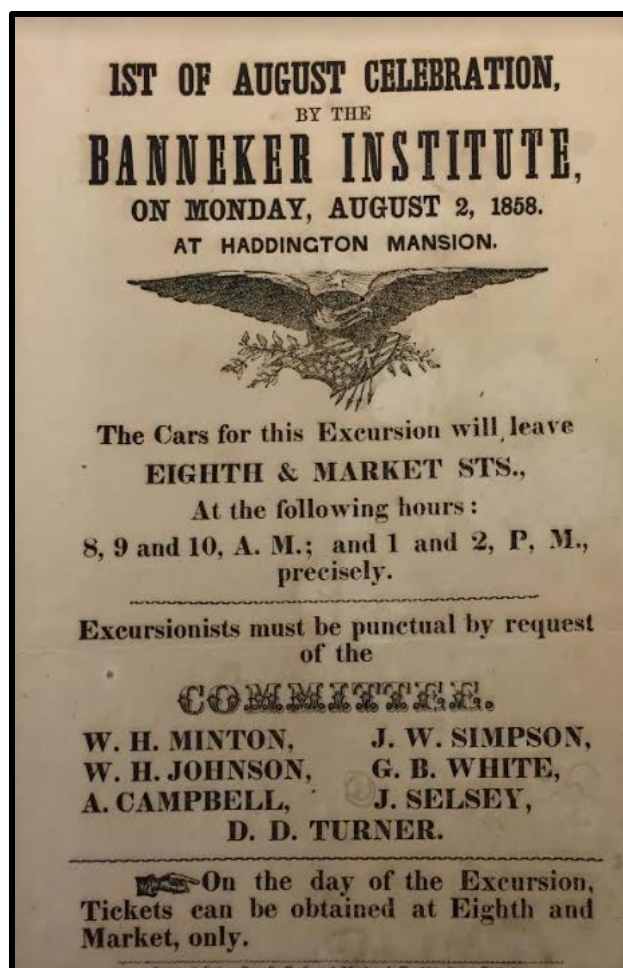 1ST OF AUGUST CELEBRATION,
BY THE
BANNEKER INSTITUTE,
ON MONDAY, AUGUST 2, 1858.
AT HADDINGTON MANSION.
The Cars for this Excursion will leave
EIGHTH & MARKET STS.,
At the following hours:
8, 9 and 10, A. M.; and 1 and 2, P, M.,
precisely.
Excursionists must be punctual by request
of the
COMMITTEE.
W. H. MINTON, J. W. SIMPSON,
W. H. JOHNSON, G. B. WHITE,
A. CAMPBELL, J. SELSEY,
D. D. TURNER.
On the day of the Excursion,
Tickets can be obtained at Eighth and
Market, only.